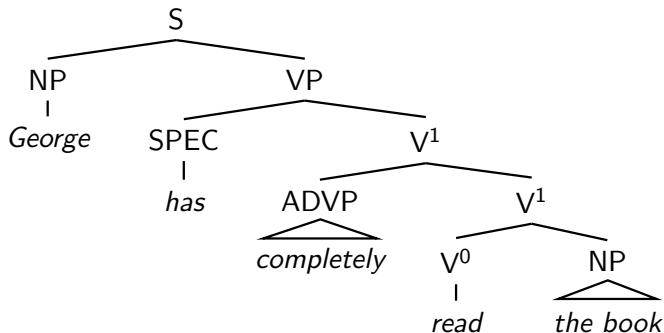 S
NP VP
George SPEC V¹
has ADVP V¹
completely V⁰ NP
read the book